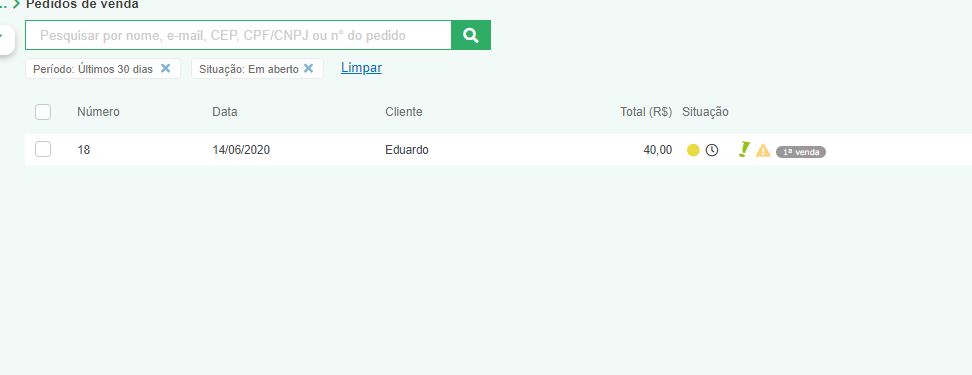 .. > Pedidos de venda
Pesquisar por nome, e-mail, CEP, CPF/CNPJ ou n° do pedido
Período: Últimos 30 dias × Situação: Em aberto × Limpar
Número Data Cliente Total (R$) Situação
18 14/06/2020 Eduardo 40,00 1ª venda